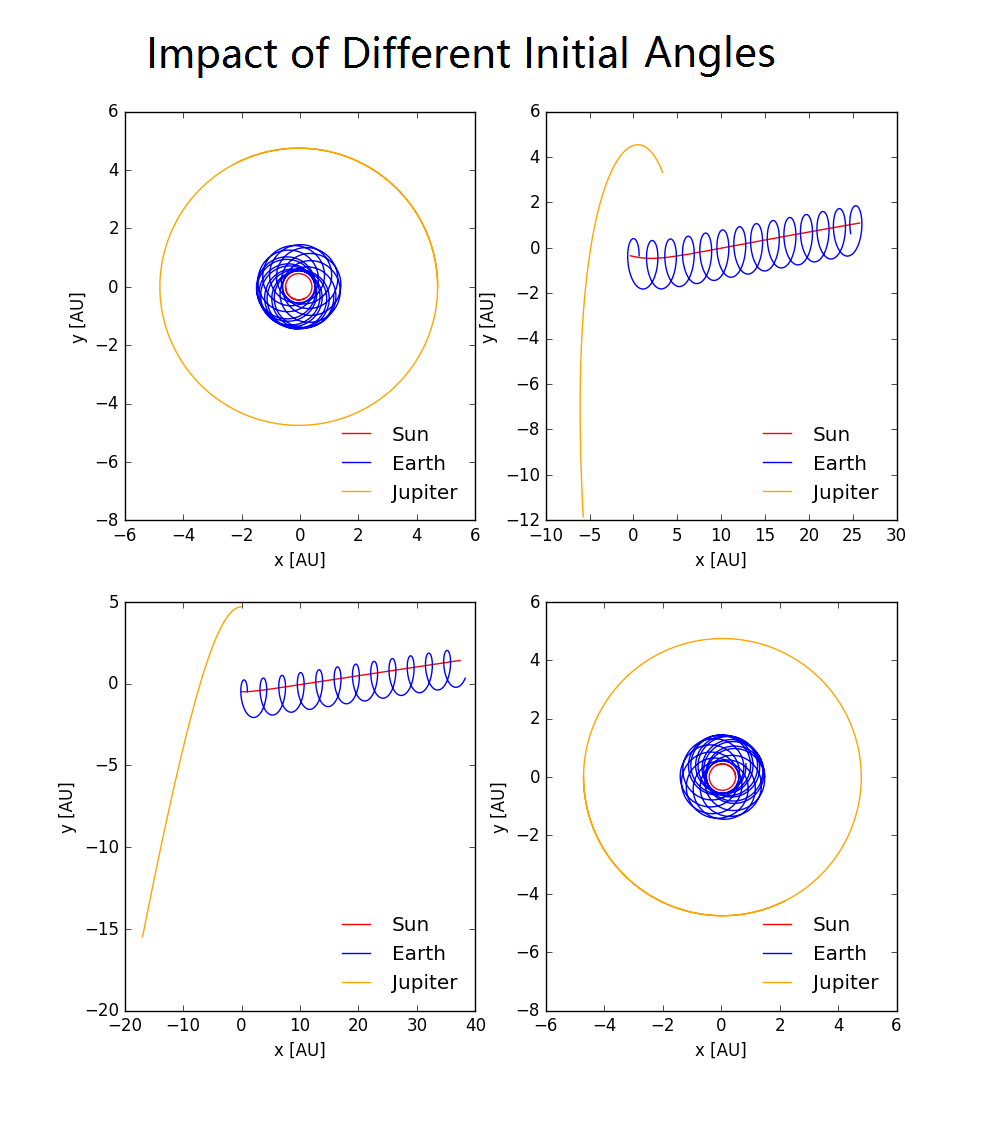 Impact of Different Initial Angles
6
4
2
0
−2
−4
−6
−8
y [AU]
−6 −4 −2 0 2 4 6
x [AU]
Sun
Earth
Jupiter
6
4
2
0
−2
−4
−6
−8
−10
−12
y [AU]
−10 −5 0 5 10 15 20 25 30
x [AU]
Sun
Earth
Jupiter
5
0
−5
−10
−15
−20
y [AU]
−20 −10 0 10 20 30 40
x [AU]
Sun
Earth
Jupiter
6
4
2
0
−2
−4
−6
−8
y [AU]
−6 −4 −2 0 2 4 6
x [AU]
Sun
Earth
Jupiter